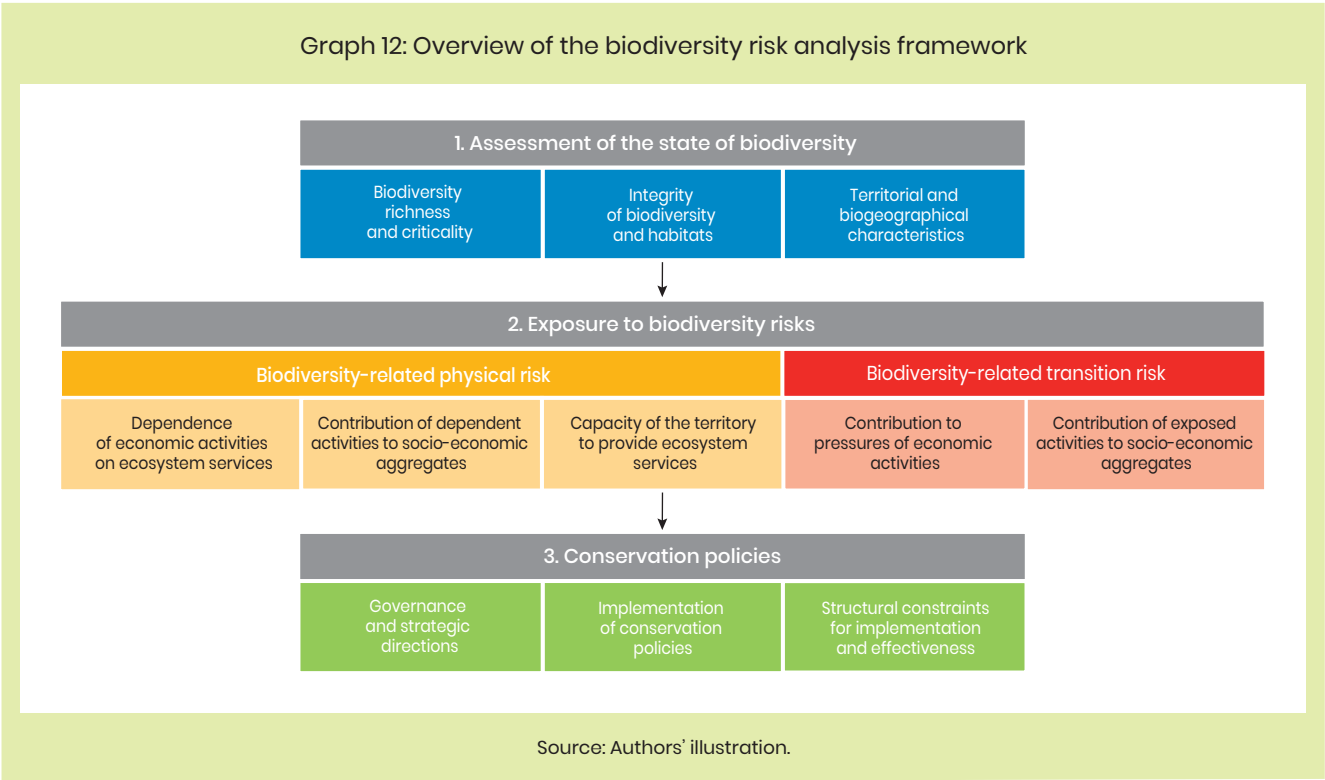 Graph 12: Overview of the biodiversity risk analysis framework
1. Assessment of the state of biodiversity
Biodiversity
richness
and criticality
Integrity
of biodiversity
and habitats
Territorial and
biogeographical
characteristics
2. Exposure to biodiversity risks
Biodiversity-related physical risk
Biodiversity-related transition risk
Dependence
of economic activities
on ecosystem services
Contribution of dependent
activities to socio-economic
aggregates
Capacity of the territory
to provide ecosystem
services
Contribution to
pressures of economic
activities
Contribution of exposed
activities to socio-economic
aggregates
3. Conservation policies
Governance
and strategic
directions
Implementation
of conservation
policies
Structural constraints
for implementation
and effectiveness
Source: Authors’ illustration.